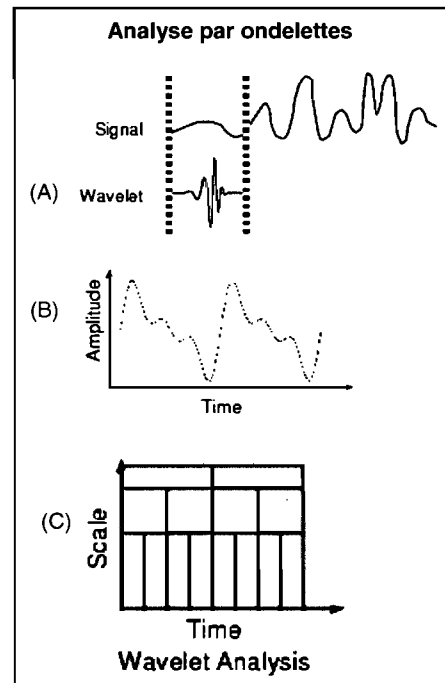 Analyse par ondelettes
Signal
(A) Wavelet
(B) Amplitude
Time
(C) Scale
Time
Wavelet Analysis